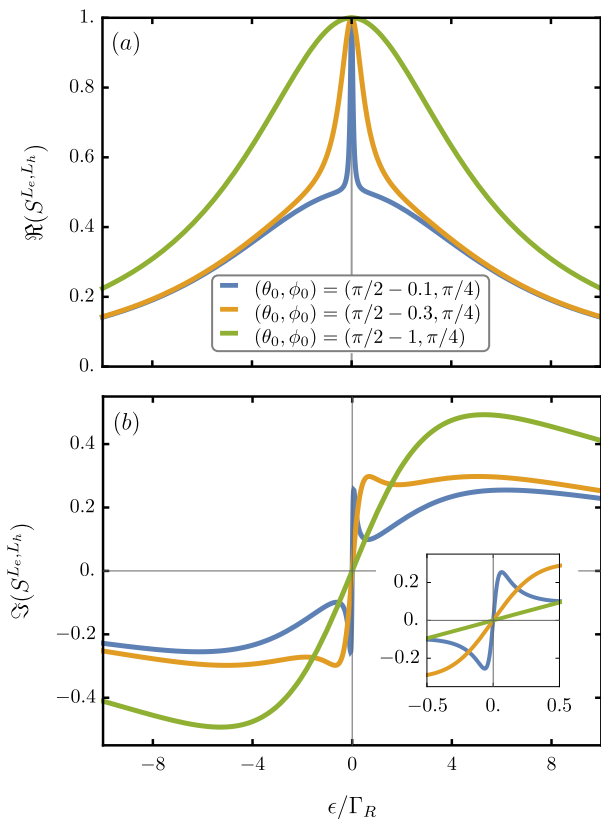 (a)
1.
0.8
0.6
0.4
0.2
0.
ℜ(S^{L_e,L_h})
(θ_0, ϕ_0) = (π/2 − 0.1, π/4)
(θ_0, ϕ_0) = (π/2 − 0.3, π/4)
(θ_0, ϕ_0) = (π/2 − 1, π/4)
(b)
0.4
0.2
0
−0.2
−0.4
ℑ(S^{L_e,L_h})
0.2
0.
−0.2
−0.5 0. 0.5
−8 −4 0 4 8
ϵ/Γ_R